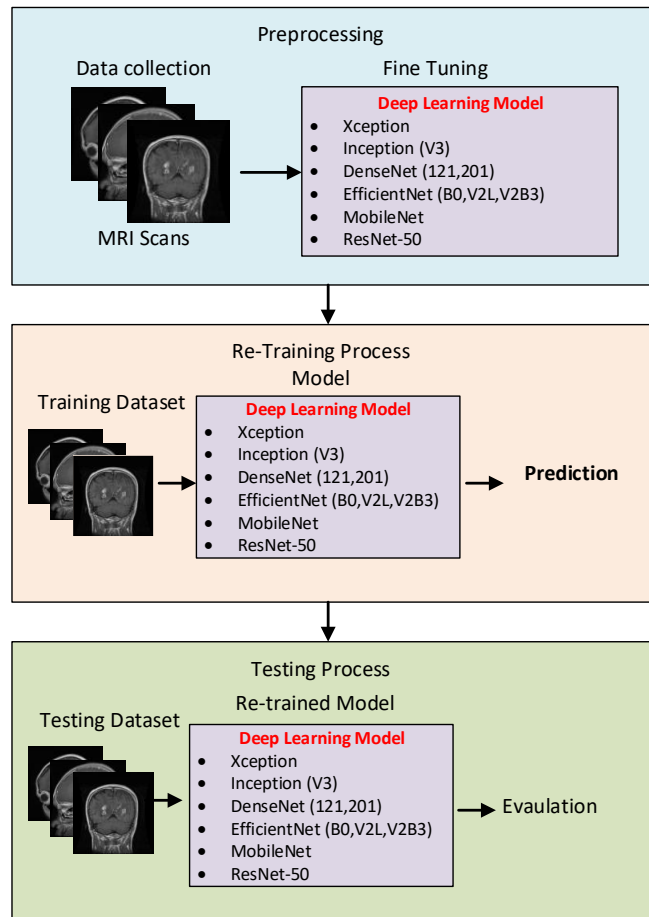 Preprocessing
Data collection
Fine Tuning
Deep Learning Model
• Xception
• Inception (V3)
• DenseNet (121,201)
• EfficientNet (B0,V2L,V2B3)
• MobileNet
• ResNet-50
MRI Scans
Re-Training Process
Model
Training Dataset
Deep Learning Model
• Xception
• Inception (V3)
• DenseNet (121,201)
• EfficientNet (B0,V2L,V2B3)
• MobileNet
• ResNet-50
Prediction
Testing Process
Re-trained Model
Testing Dataset
Deep Learning Model
• Xception
• Inception (V3)
• DenseNet (121,201)
• EfficientNet (B0,V2L,V2B3)
• MobileNet
• ResNet-50
Evaulation